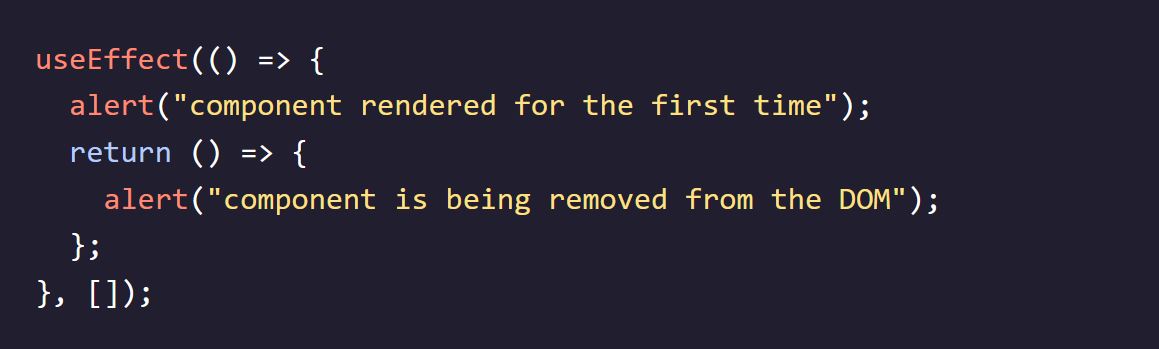 useEffect(() => {
  alert("component rendered for the first time");
  return () => {
    alert("component is being removed from the DOM");
  };
}, []);